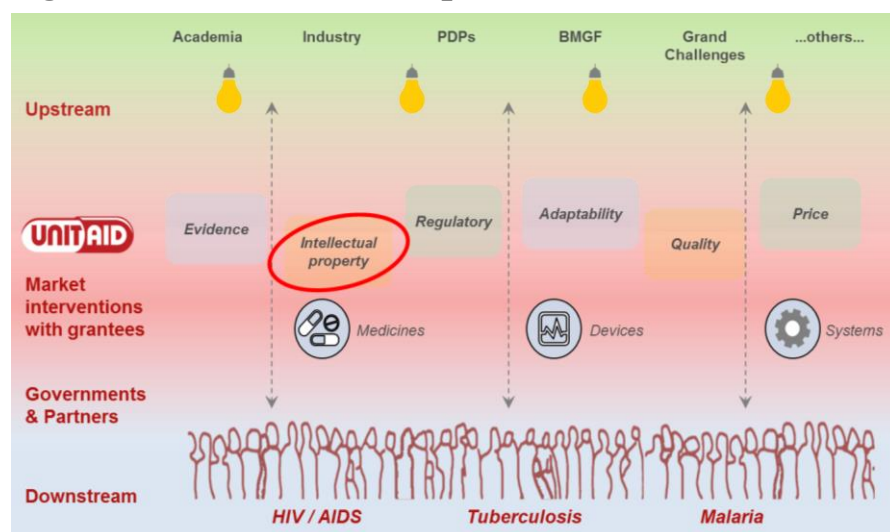 Academia Industry PDPs BMGF Grand ...others...
Challenges
Upstream
UNITAID
Evidence
Intellectual
property
Regulatory
Adaptability
Quality
Price
Market
interventions
with grantees
Medicines
Devices
Systems
Governments
& Partners
Downstream
HIV / AIDS Tuberculosis Malaria